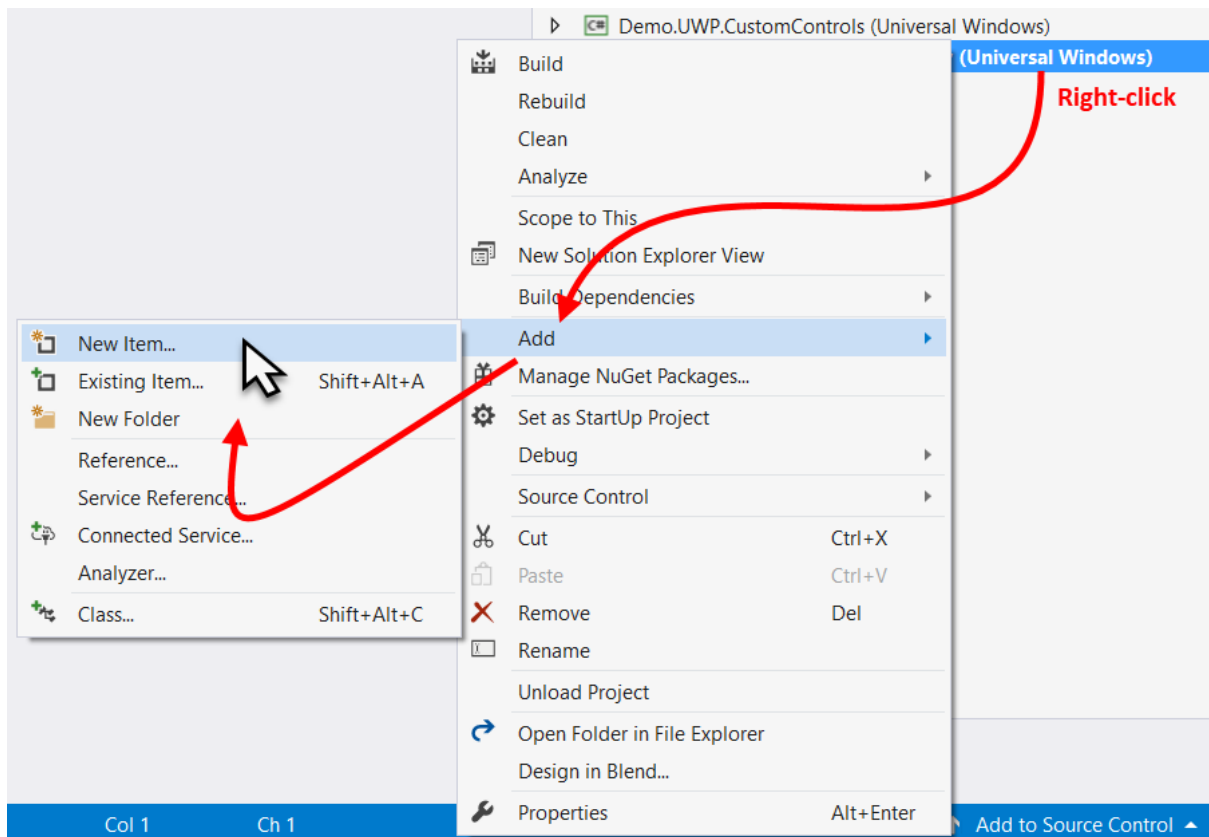 C# Demo.UWP.CustomControls (Universal Windows)
(Universal Windows)
Right-click
Build
Rebuild
Clean
Analyze
Scope to This
New Solution Explorer View
Build Dependencies
Add
Manage NuGet Packages...
Set as StartUp Project
Debug
Source Control
Cut Ctrl+X
Paste Ctrl+V
Remove Del
Rename
Unload Project
Open Folder in File Explorer
Design in Blend...
Properties Alt+Enter
New Item...
Existing Item... Shift+Alt+A
New Folder
Reference...
Service Reference...
Connected Service...
Analyzer...
Class... Shift+Alt+C
Col 1 Ch 1 Add to Source Control